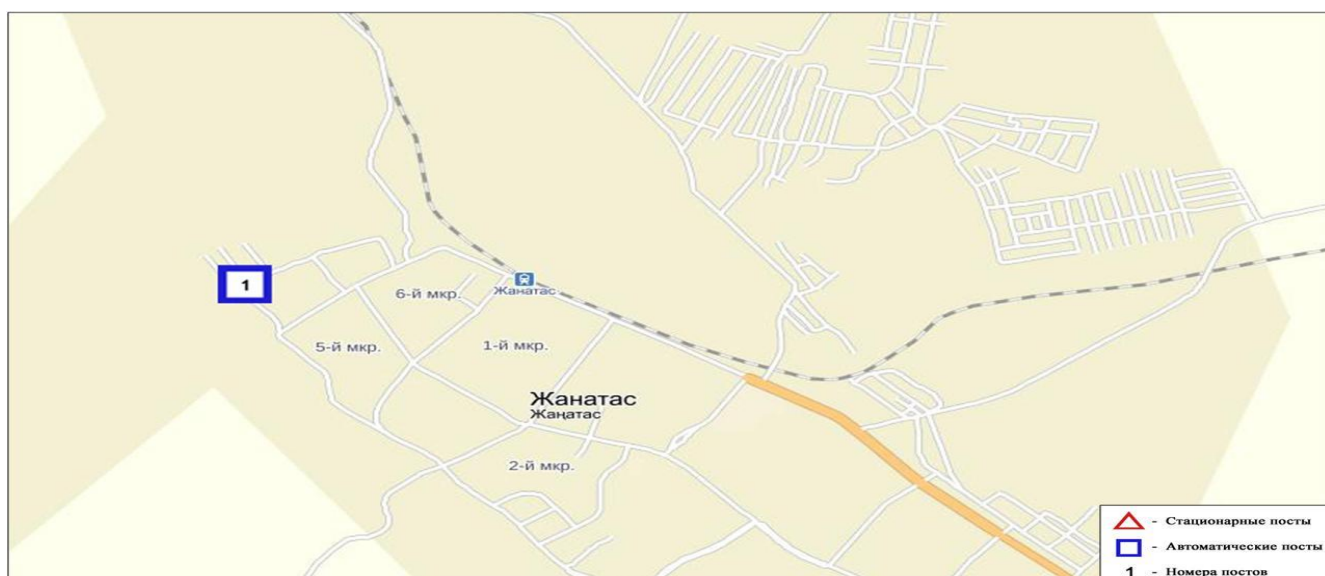 1
6-й мкр.
Жанатас
5-й мкр.
1-й мкр.
Жанатас
Жаңатас
2-й мкр.
- Стационарные посты
- Автоматические посты
1 - Номера постов